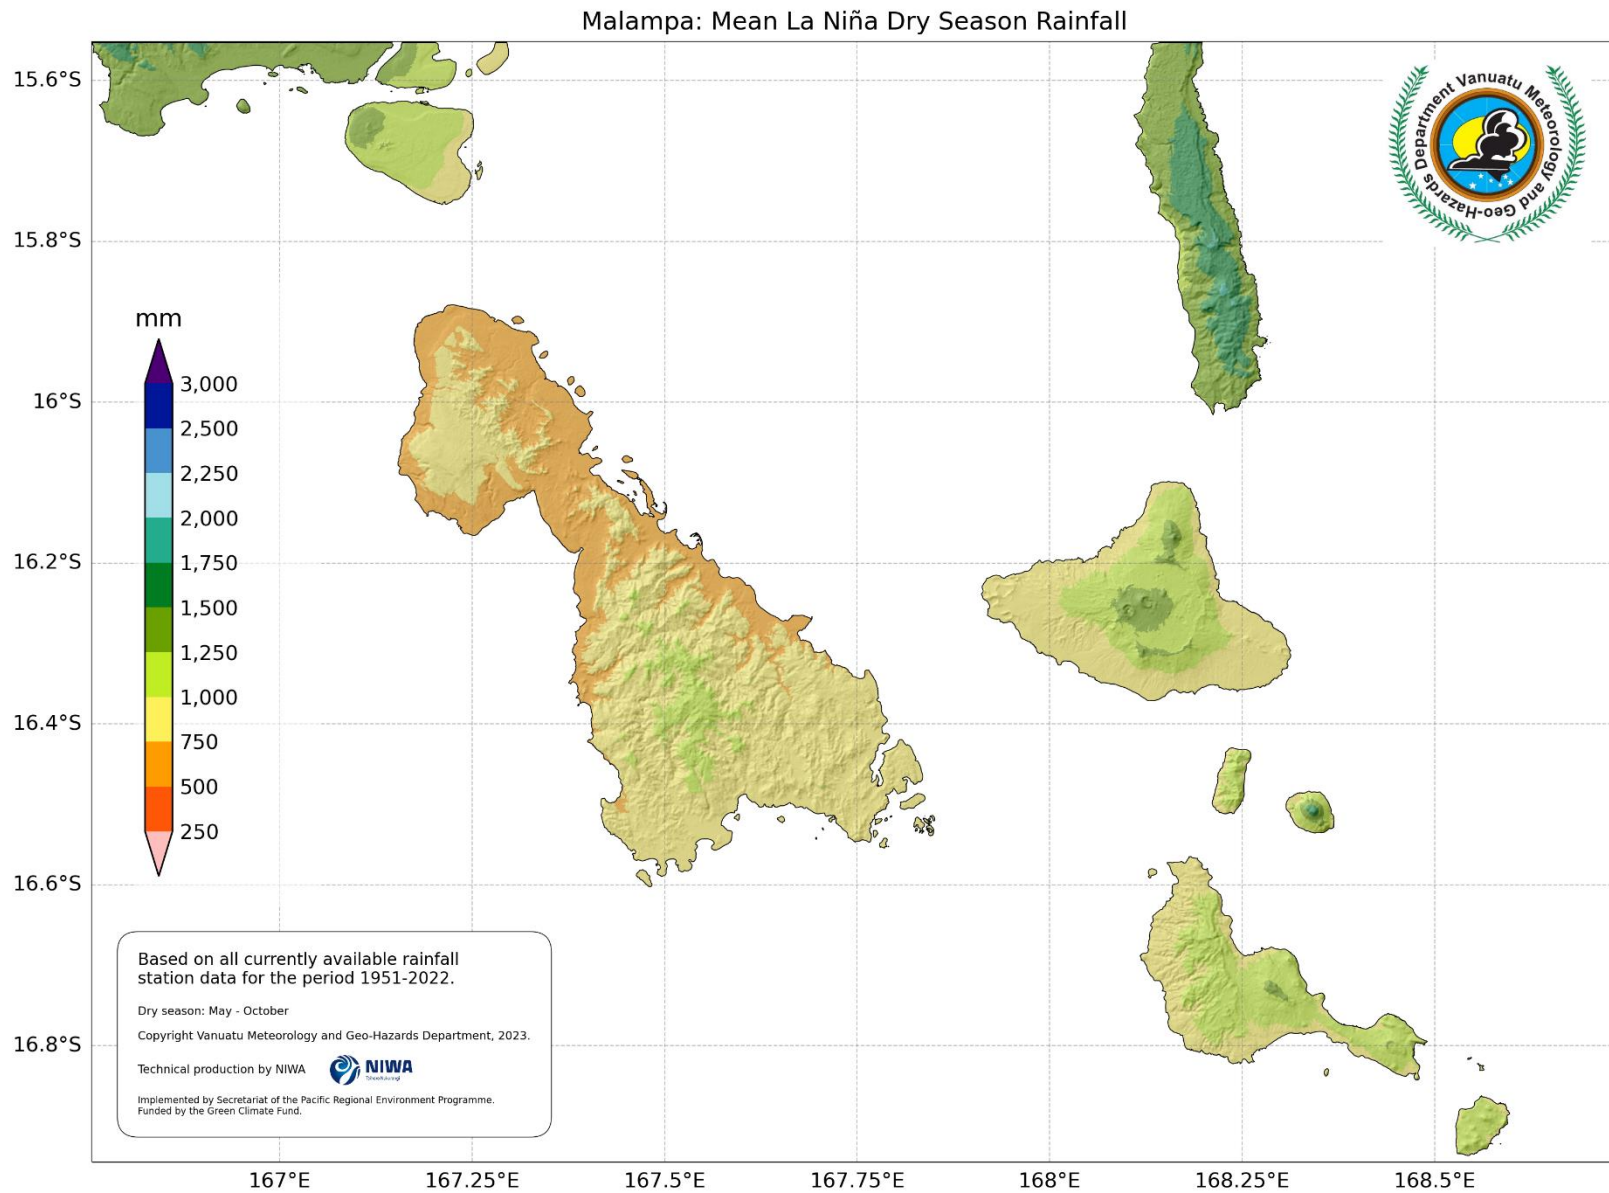 Malampa: Mean La Niña Dry Season Rainfall
Department Vanuatu Meteorology and Geo-Hazards
15.6°S
15.8°S
16°S
16.2°S
16.4°S
16.6°S
16.8°S
mm
3,000
2,500
2,250
2,000
1,750
1,500
1,250
1,000
750
500
250
Based on all currently available rainfall
station data for the period 1951-2022.
Dry season: May - October
Copyright Vanuatu Meteorology and Geo-Hazards Department, 2023.
Technical production by NIWA
NIWA
Taihoro Nukurangi
Implemented by Secretariat of the Pacific Regional Environment Programme.
Funded by the Green Climate Fund.
167°E
167.25°E
167.5°E
167.75°E
168°E
168.25°E
168.5°E